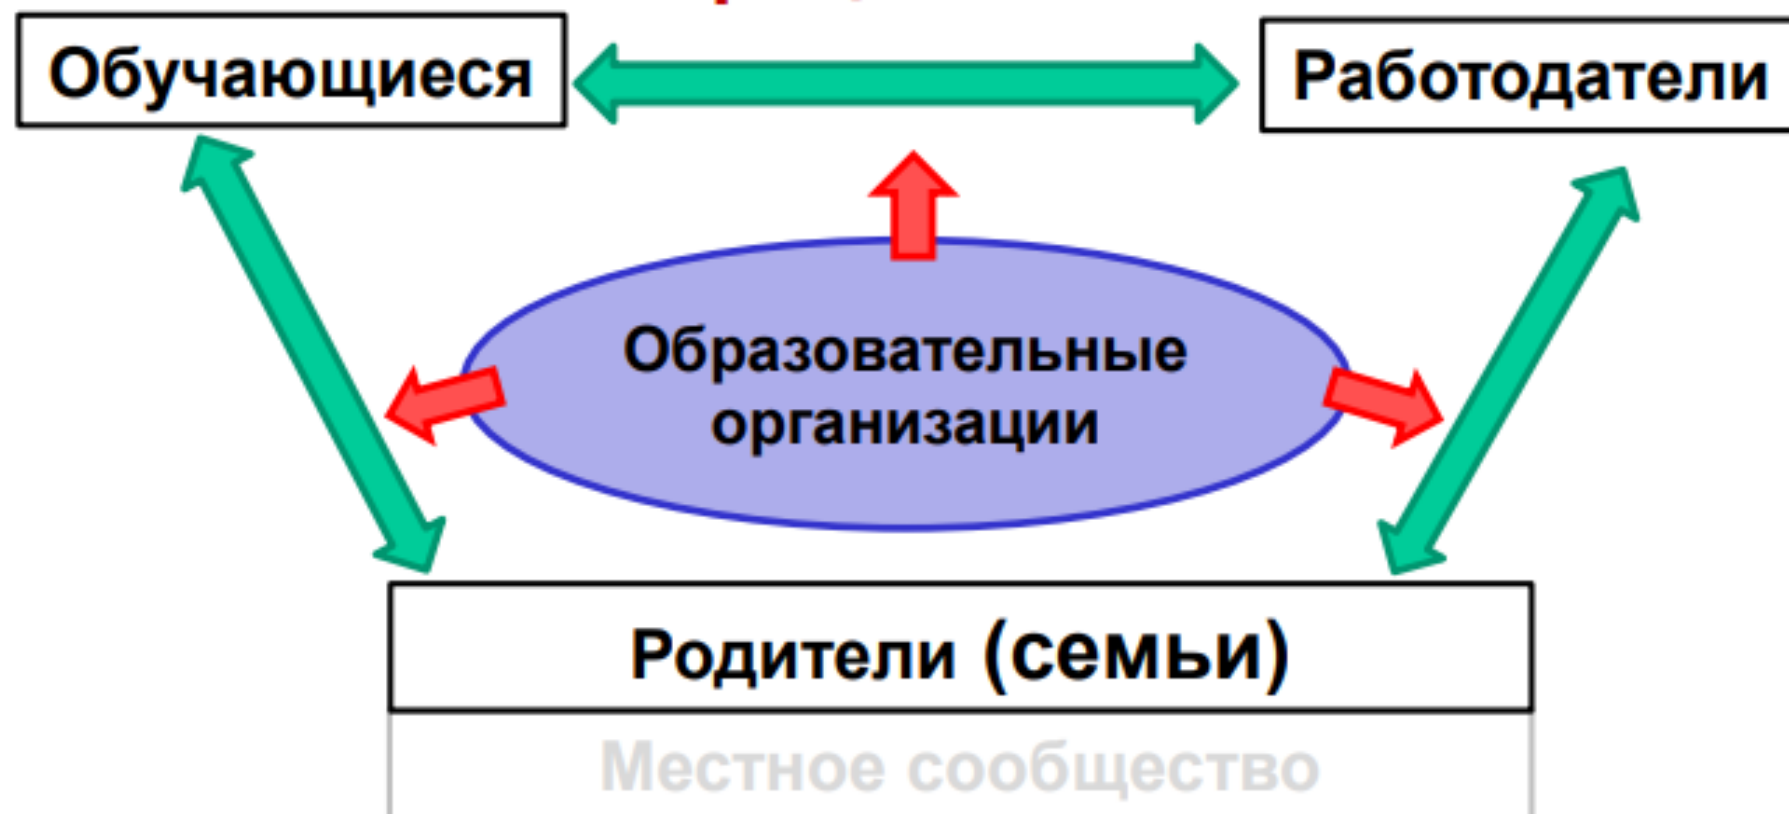 Обучающиеся
Работодатели
Образовательные
организации
Родители (семьи)
Местное сообщество